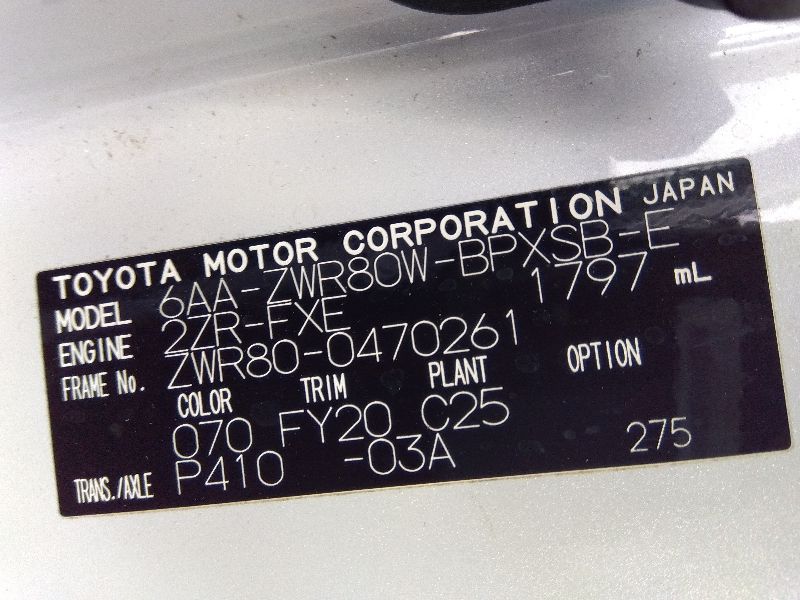 TOYOTA MOTOR CORPORATION JAPAN
MODEL 6AA-ZWR80W-BPXSB-E
ENGINE 2ZR-FXE 1797 mL
FRAME No. ZWR80-0470261
COLOR TRIM PLANT OPTION
070 FY20 C25
TRANS./AXLE P410 -03A 275